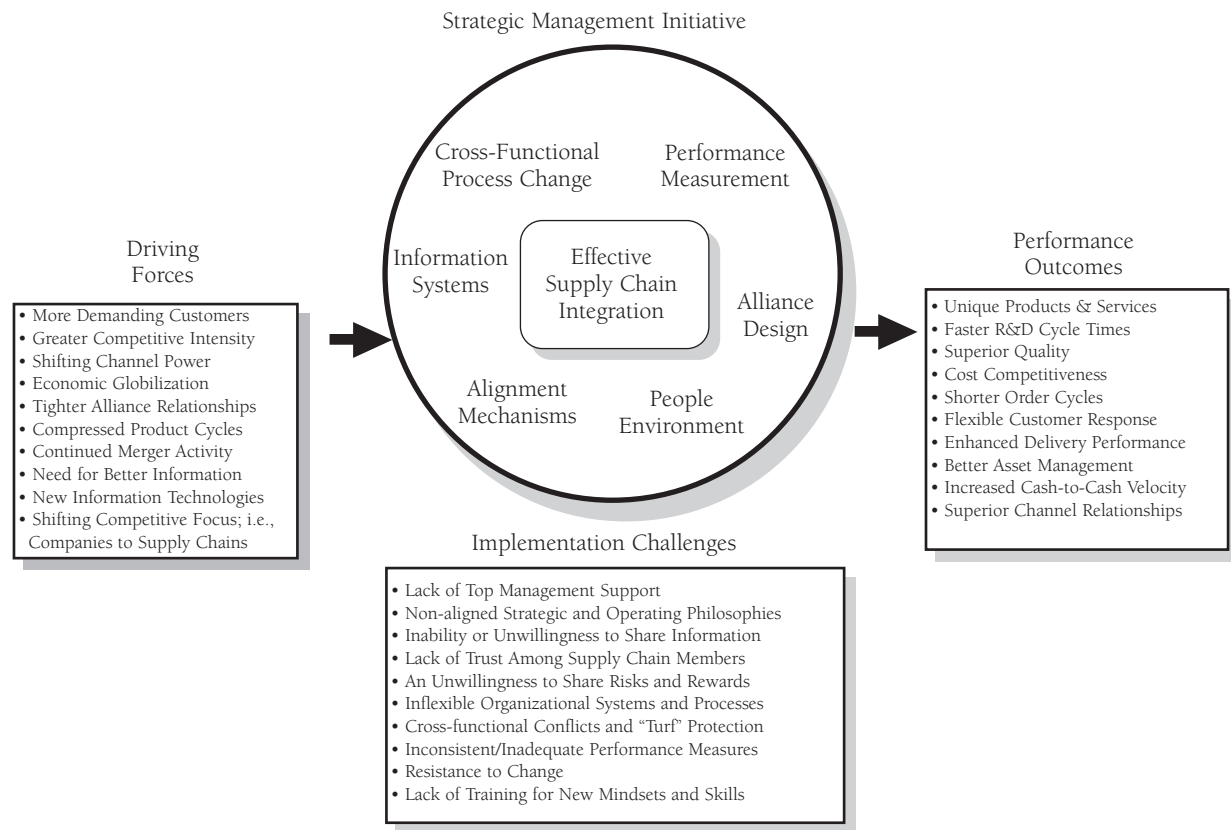 Strategic Management Initiative
Cross-Functional
Process Change
Performance
Measurement
Information
Systems
Effective
Supply Chain
Integration
Alliance
Design
Alignment
Mechanisms
People
Environment
Driving
Forces
• More Demanding Customers
• Greater Competitive Intensity
• Shifting Channel Power
• Economic Globilization
• Tighter Alliance Relationships
• Compressed Product Cycles
• Continued Merger Activity
• Need for Better Information
• New Information Technologies
• Shifting Competitive Focus; i.e.,
Companies to Supply Chains
Performance
Outcomes
• Unique Products & Services
• Faster R&D Cycle Times
• Superior Quality
• Cost Competitiveness
• Shorter Order Cycles
• Flexible Customer Response
• Enhanced Delivery Performance
• Better Asset Management
• Increased Cash-to-Cash Velocity
• Superior Channel Relationships
Implementation Challenges
• Lack of Top Management Support
• Non-aligned Strategic and Operating Philosophies
• Inability or Unwillingness to Share Information
• Lack of Trust Among Supply Chain Members
• An Unwillingness to Share Risks and Rewards
• Inflexible Organizational Systems and Processes
• Cross-functional Conflicts and “Turf” Protection
• Inconsistent/Inadequate Performance Measures
• Resistance to Change
• Lack of Training for New Mindsets and Skills